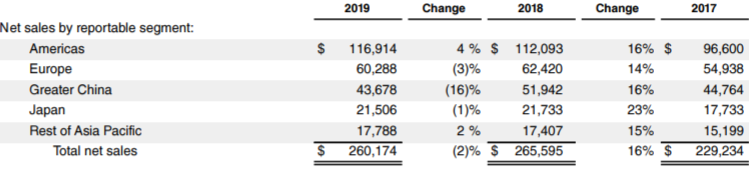 2019 Change 2018 Change 2017
Net sales by reportable segment:
Americas $ 116,914 4 % $ 112,093 16% $ 96,600
Europe 60,288 (3)% 62,420 14% 54,938
Greater China 43,678 (16)% 51,942 16% 44,764
Japan 21,506 (1)% 21,733 23% 17,733
Rest of Asia Pacific 17,788 2 % 17,407 15% 15,199
Total net sales $ 260,174 (2)% $ 265,595 16% $ 229,234